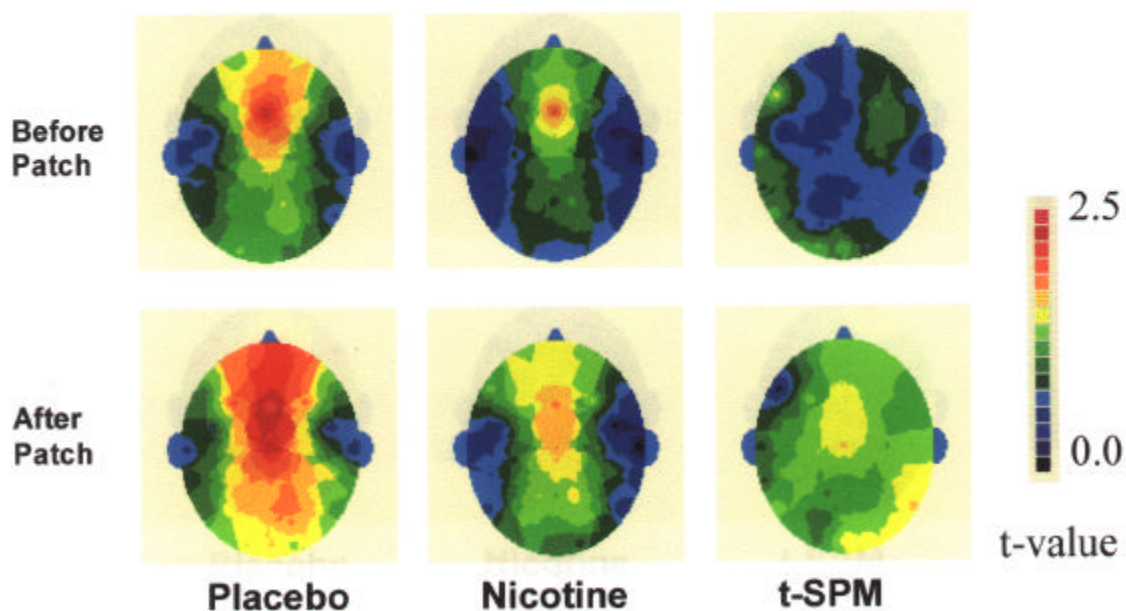 Before
Patch
2.5
After
Patch
0.0
t-value
Placebo
Nicotine
t-SPM